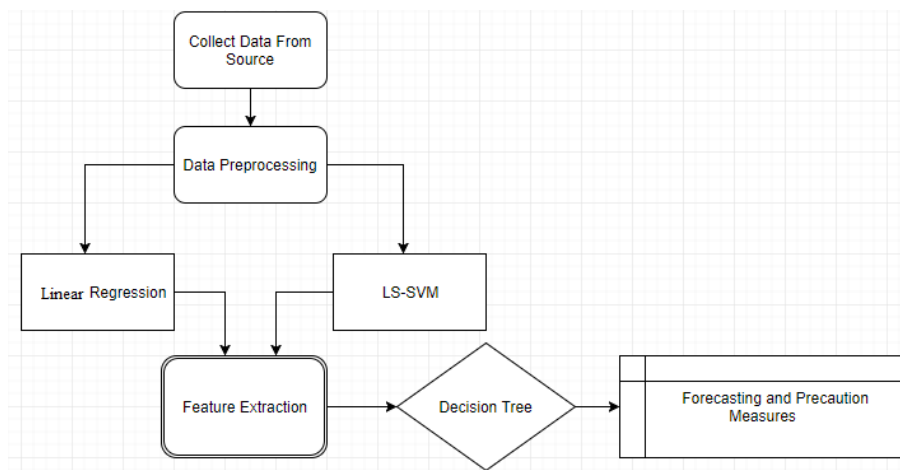 Collect Data From
Source
Data Preprocessing
Linear Regression
LS-SVM
Feature Extraction
Decision Tree
Forecasting and Precaution
Measures